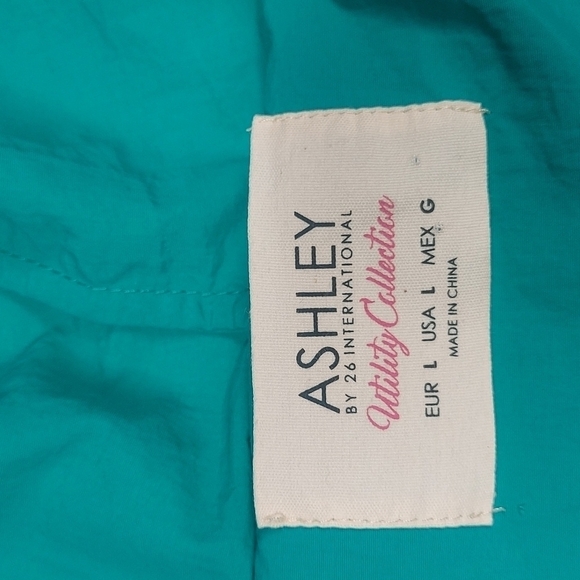 ASHLEY
BY 26 INTERNATIONAL
Utility Collection
EUR L USA L MEX G
MADE IN CHINA